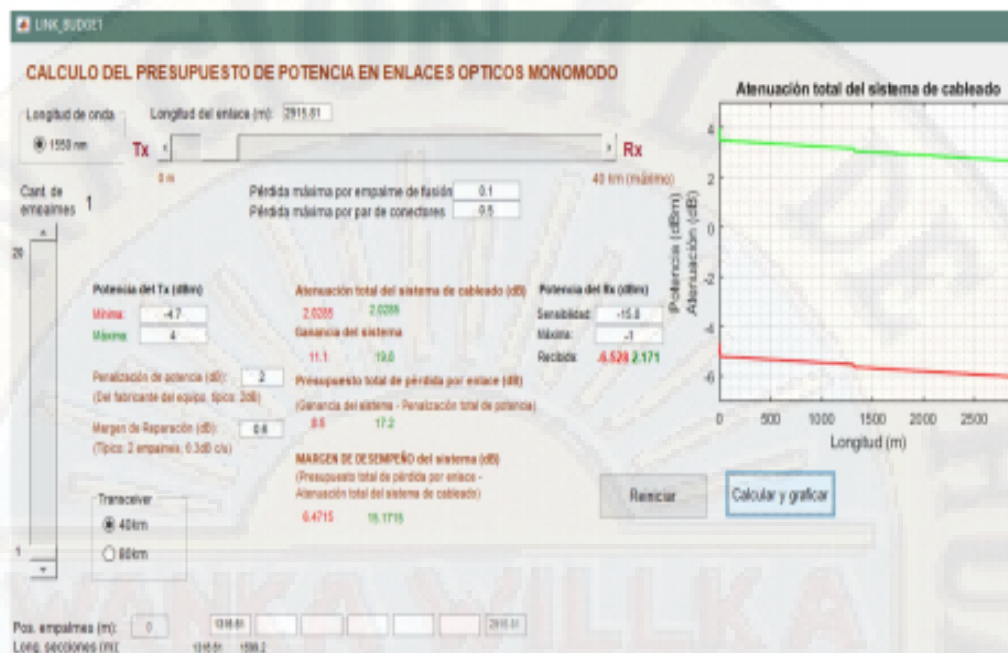 LINK_BUDGET
CALCULO DEL PRESUPUESTO DE POTENCIA EN ENLACES OPTICOS MONOMODO
Longitud de onda
1550 nm
Longitud del enlace (m): 2915.81
Tx
Rx
0 m
40 km (máximo)
Cant. de
empalmes 1
20
1
Pérdida máxima por empalme de fusión 0.1
Pérdida máxima por par de conectores 0.5
Potencia del Tx (dBm)
Mínima: -4.7
Máxima: 4
Penalización de potencia (dB): 2
(Del fabricante del equipo, típico: 2dB)
Margen de Reparación (dB): 0.6
(Típico: 2 empalmes, 0.3dB c/u)
Transceiver
40km
80km
Atenuación total del sistema de cableado (dB)
2.0285 2.0285
Ganancia del sistema
11.1 19.8
Presupuesto total de pérdida por enlace (dB)
(Ganancia del sistema - Penalización total de potencia)
8.5 17.2
MARGEN DE DESEMPEÑO del sistema (dB)
(Presupuesto total de pérdida por enlace -
Atenuación total del sistema de cableado)
6.4715 15.1715
Potencia del Rx (dBm)
Sensibilidad: -15.8
Máxima: -1
Recibida: -6.528 2.171
Reiniciar
Calcular y graficar
Atenuación total del sistema de cableado
Potencia (dBm)
Atenuación (dB)
4
2
0
-2
-4
-6
0 500 1000 1500 2000 2500
Longitud (m)
Pos. empalmes (m): 0 1316.61 2915.81
Long. secciones (m): 1316.61 1599.2
WANKA WILLKA